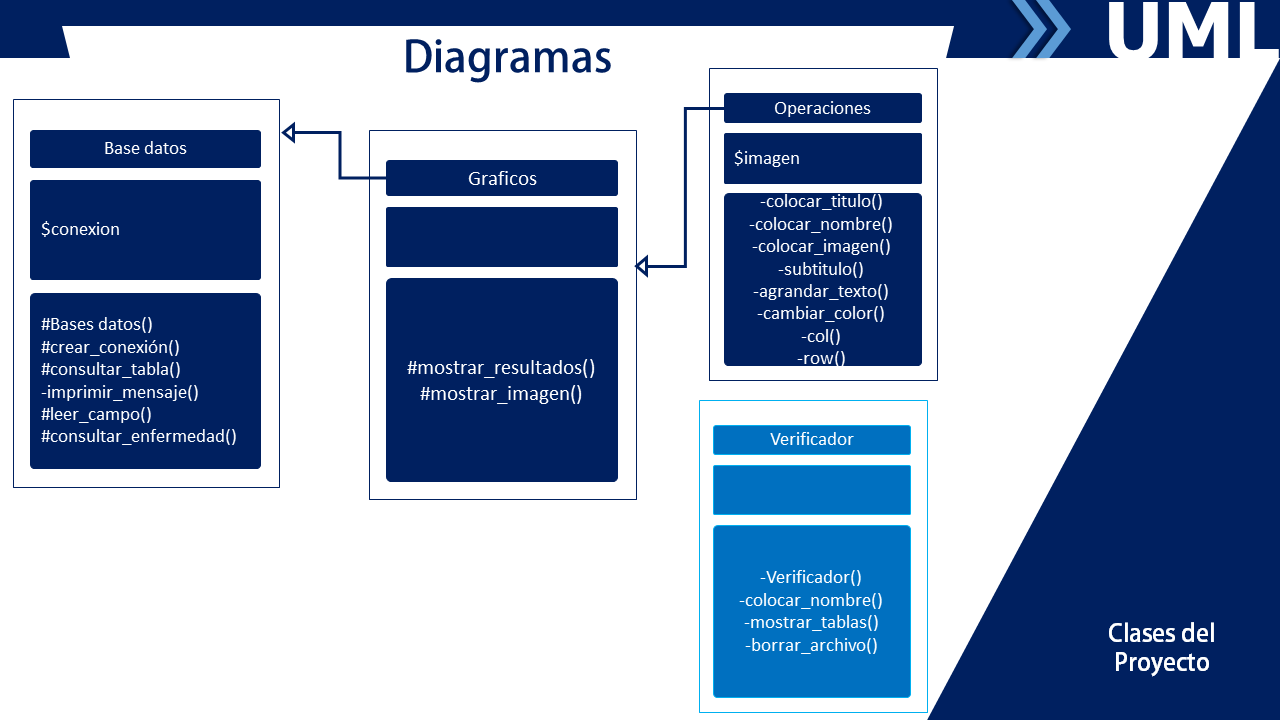 UML
Diagramas
Base datos
$conexion
#Bases datos()
#crear_conexión()
#consultar_tabla()
-imprimir_mensaje()
#leer_campo()
#consultar_enfermedad()
Graficos
#mostrar_resultados()
#mostrar_imagen()
Operaciones
$imagen
-colocar_titulo()
-colocar_nombre()
-colocar_imagen()
-subtitulo()
-agrandar_texto()
-cambiar_color()
-col()
-row()
Verificador
-Verificador()
-colocar_nombre()
-mostrar_tablas()
-borrar_archivo()
Clases del
Proyecto